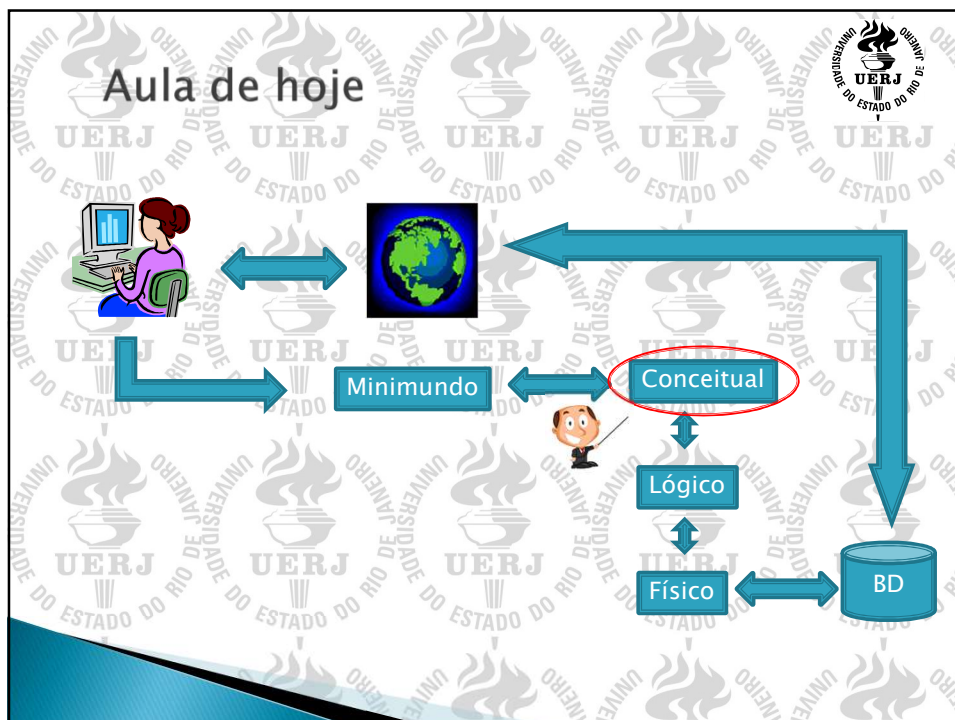 Aula de hoje
UNIVERSIDADE DO ESTADO DO RIO DE JANEIRO
UERJ
Minimundo
Conceitual
Lógico
Físico
BD